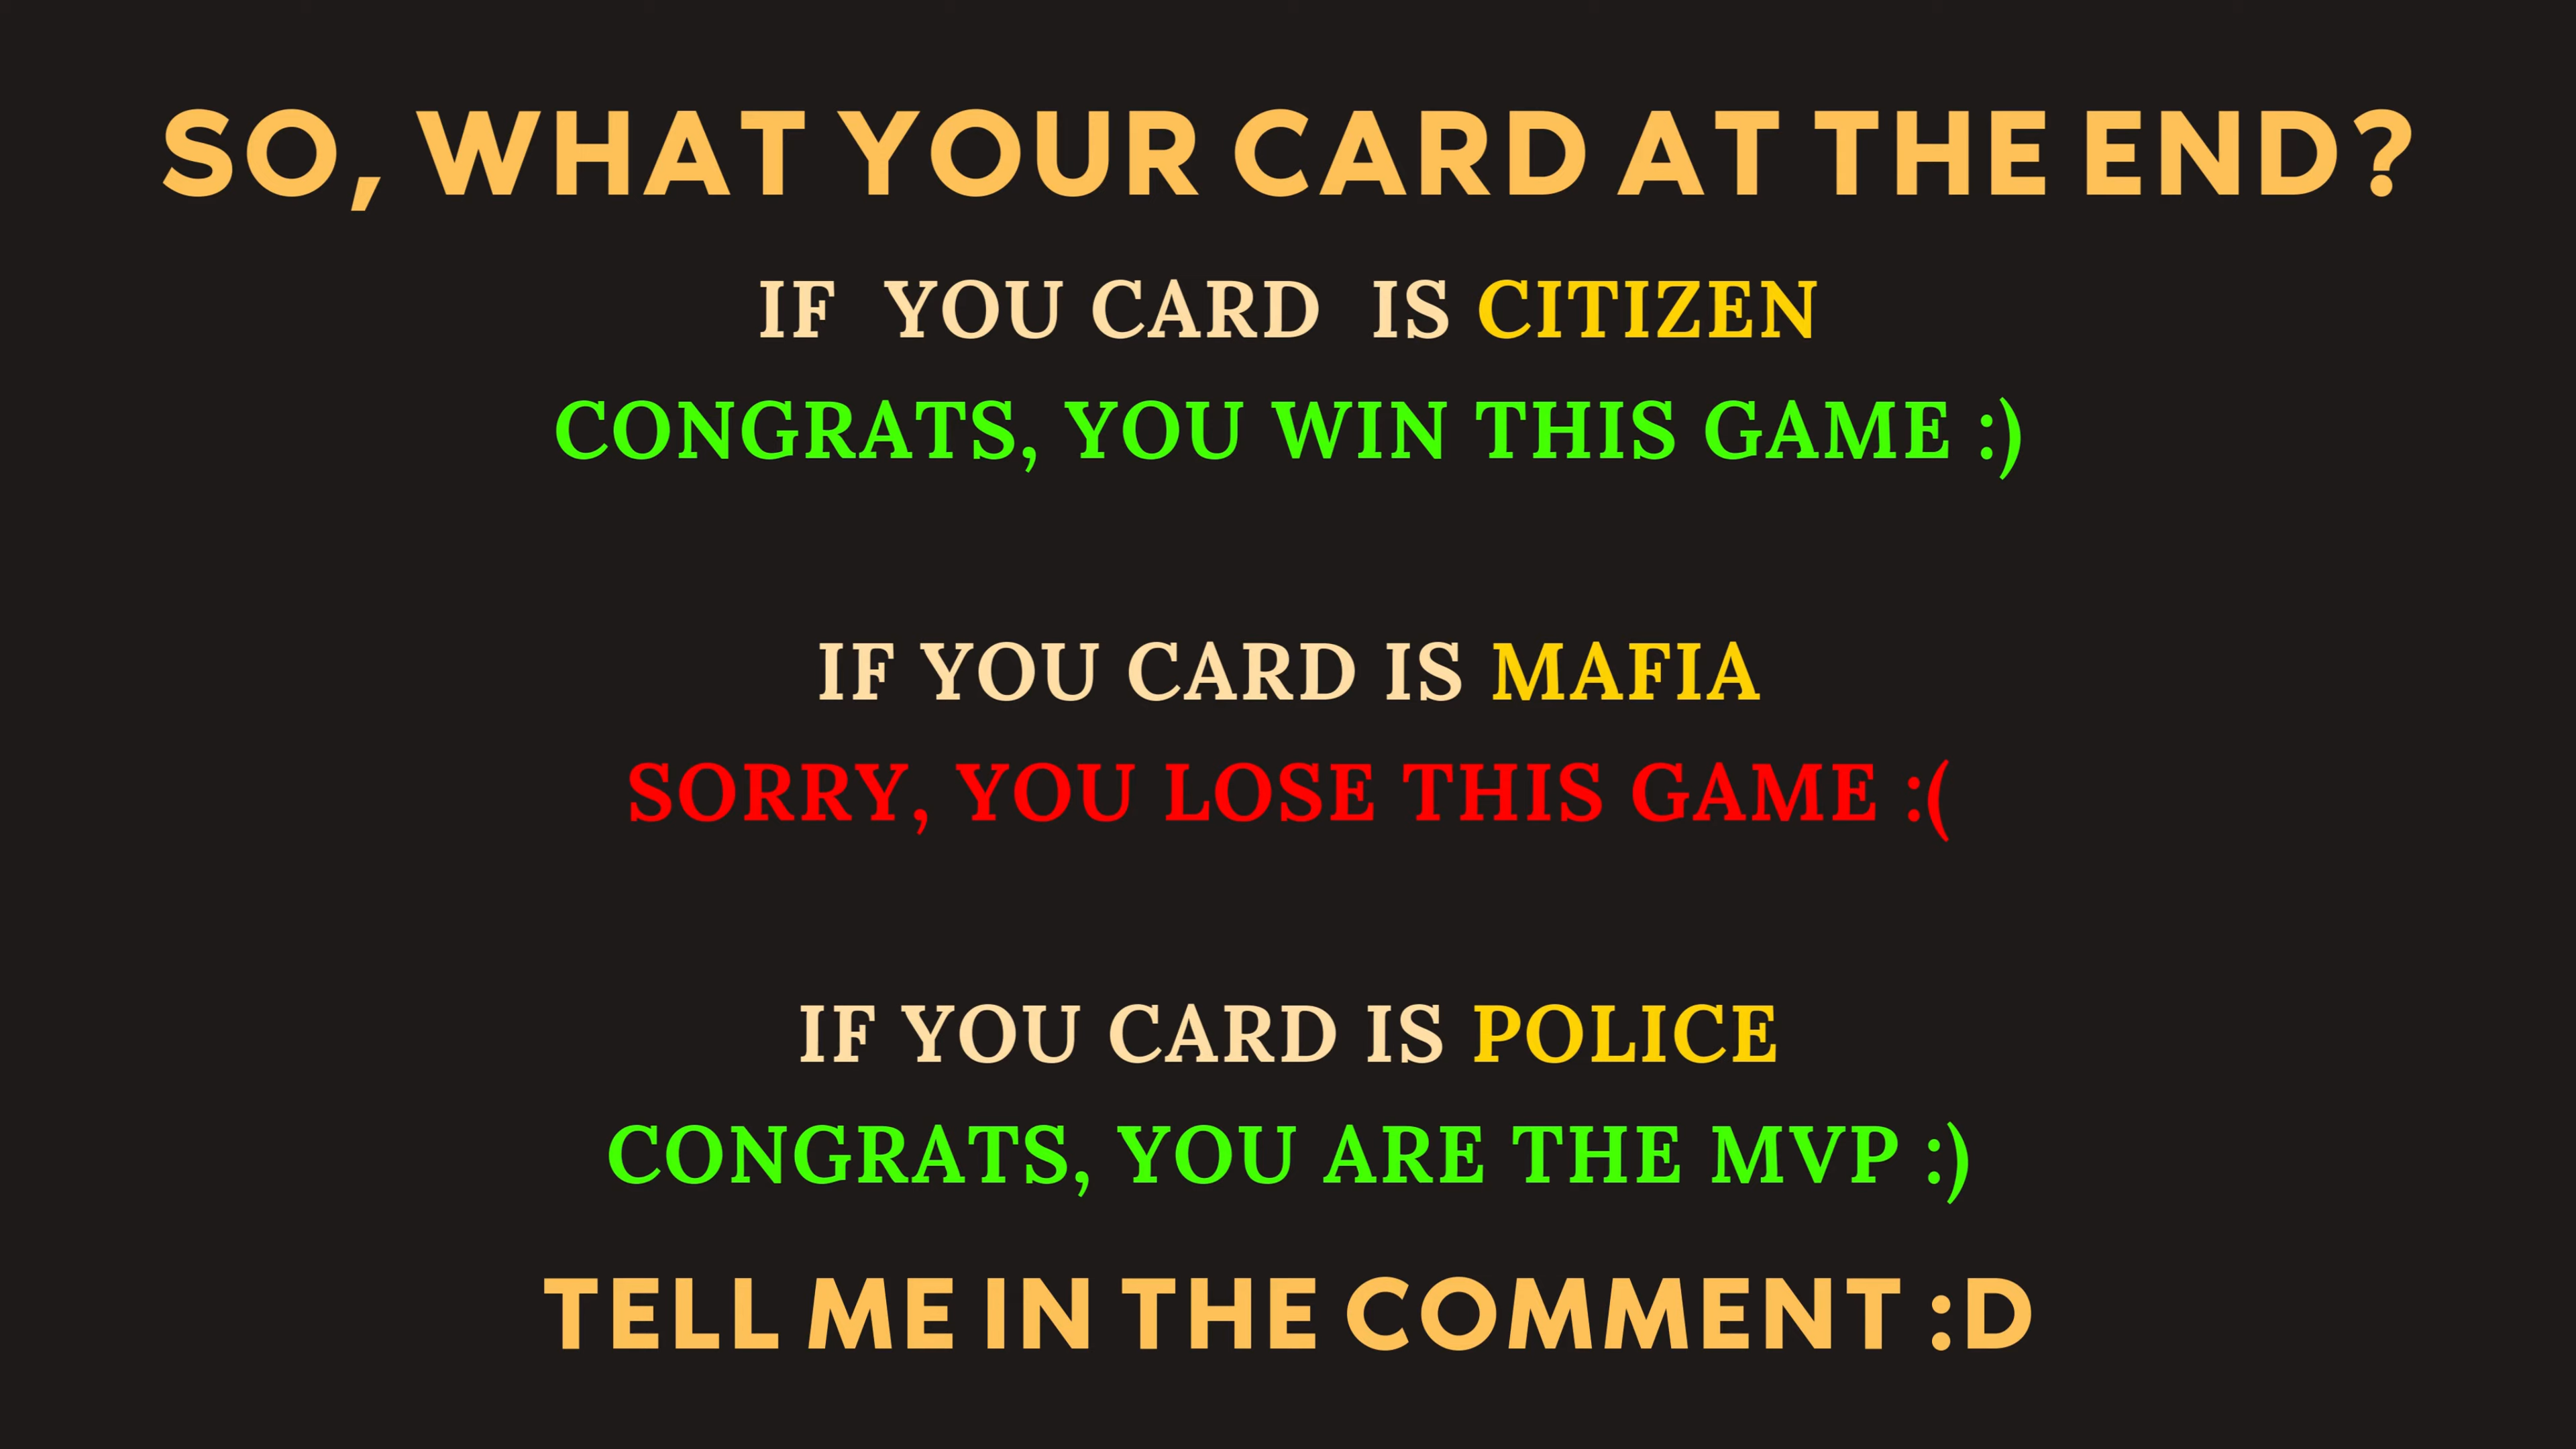 SO, WHAT YOUR CARD AT THE END?
IF YOU CARD IS CITIZEN
CONGRATS, YOU WIN THIS GAME :)
IF YOU CARD IS MAFIA
SORRY, YOU LOSE THIS GAME :(
IF YOU CARD IS POLICE
CONGRATS, YOU ARE THE MVP :)
TELL ME IN THE COMMENT :D